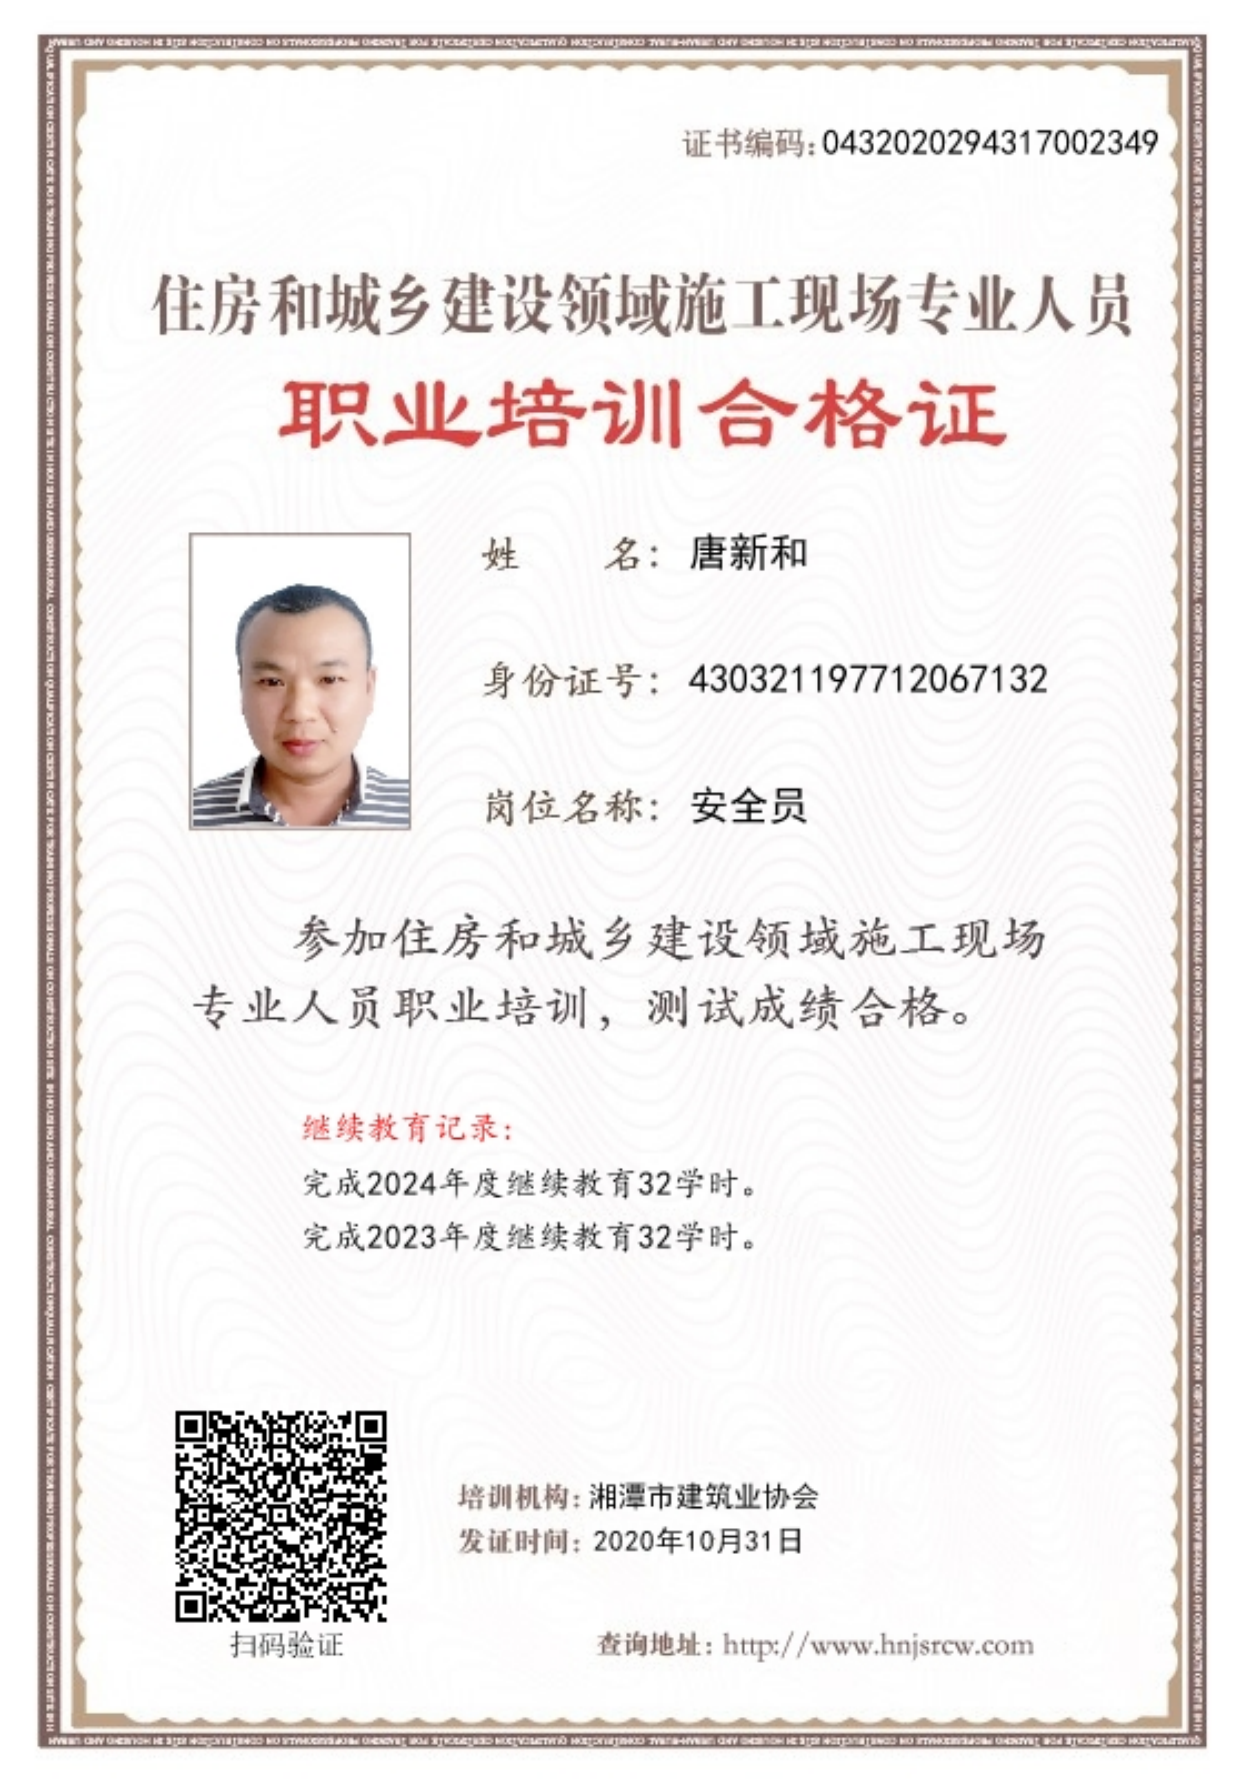 证书编码:0432020294317002349
住房和城乡建设领域施工现场专业人员
职业培训合格证
姓 名: 唐新和
身份证号: 430321197712067132
岗位名称: 安全员
参加住房和城乡建设领域施工现场
专业人员职业培训，测试成绩合格。
继续教育记录:
完成2024年度继续教育32学时。
完成2023年度继续教育32学时。
培训机构: 湘潭市建筑业协会
发证时间: 2020年10月31日
扫码验证
查询地址: http://www.hnjsrcw.com